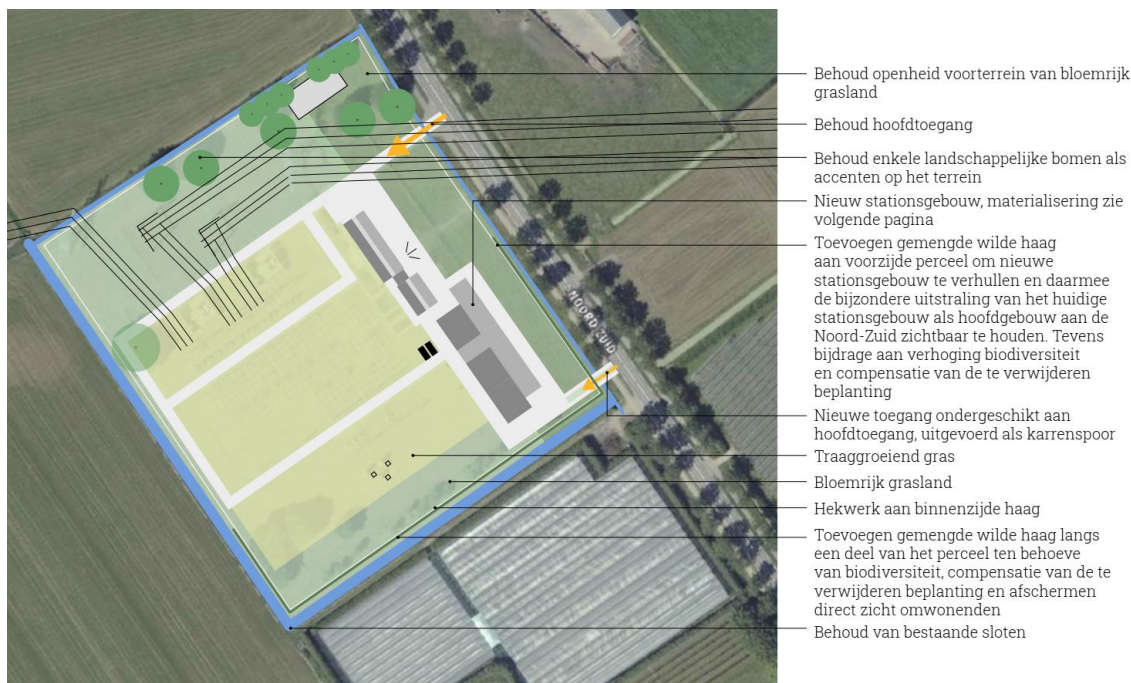 Behoud openheid voorterrein van bloemrijk
grasland
Behoud hoofdtoegang
Behoud enkele landschappelijke bomen als
accenten op het terrein
Nieuw stationsgebouw, materialisering zie
volgende pagina
Toevoegen gemengde wilde haag
aan voorzijde perceel om nieuwe
stationsgebouw te verhullen en daarmee
de bijzondere uitstraling van het huidige
stationsgebouw als hoofdgebouw aan de
Noord-Zuid zichtbaar te houden. Tevens
bijdrage aan verhoging biodiversiteit
en compensatie van de te verwijderen
beplanting
NOORD ZUID
Nieuwe toegang ondergeschikt aan
hoofdtoegang, uitgevoerd als karrenspoor
Traaggroeiend gras
Bloemrijk grasland
Hekwerk aan binnenzijde haag
Toevoegen gemengde wilde haag langs
een deel van het perceel ten behoeve
van biodiversiteit, compensatie van de te
verwijderen beplanting en afschermen
direct zicht omwonenden
Behoud van bestaande sloten